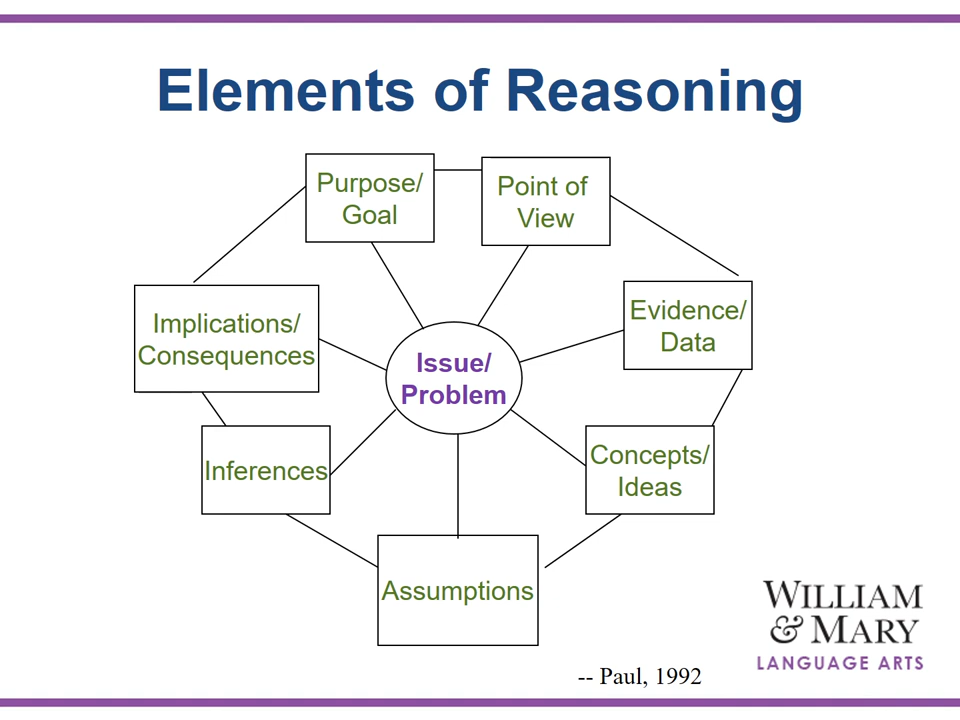 Elements of Reasoning
Purpose/
Goal
Point of
View
Implications/
Consequences
Evidence/
Data
Issue/
Problem
Inferences
Concepts/
Ideas
Assumptions
WILLIAM
& MARY
LANGUAGE ARTS
-- Paul, 1992